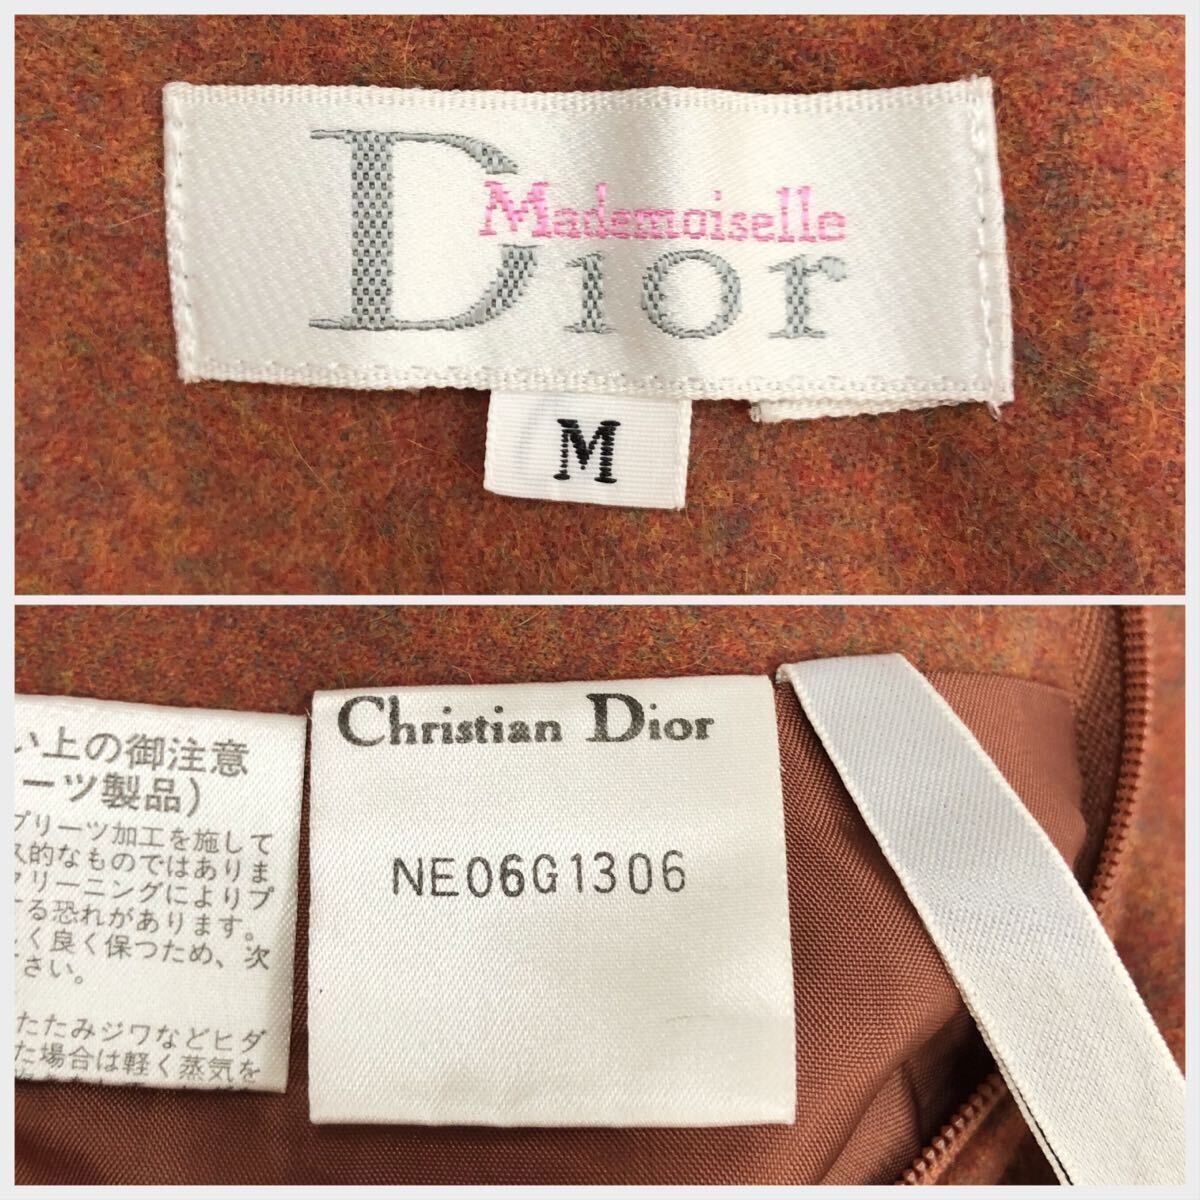 Mademoiselle
Dior
M
い上の御注意
ーツ製品)
プリーツ加工を施して
久的なものではありま
クリーニングによりプ
する恐れがあります。
しく良く保つため、次
さい。
たたみジワなどヒダ
た場合は軽く蒸気を
Christian Dior
NE06G1306